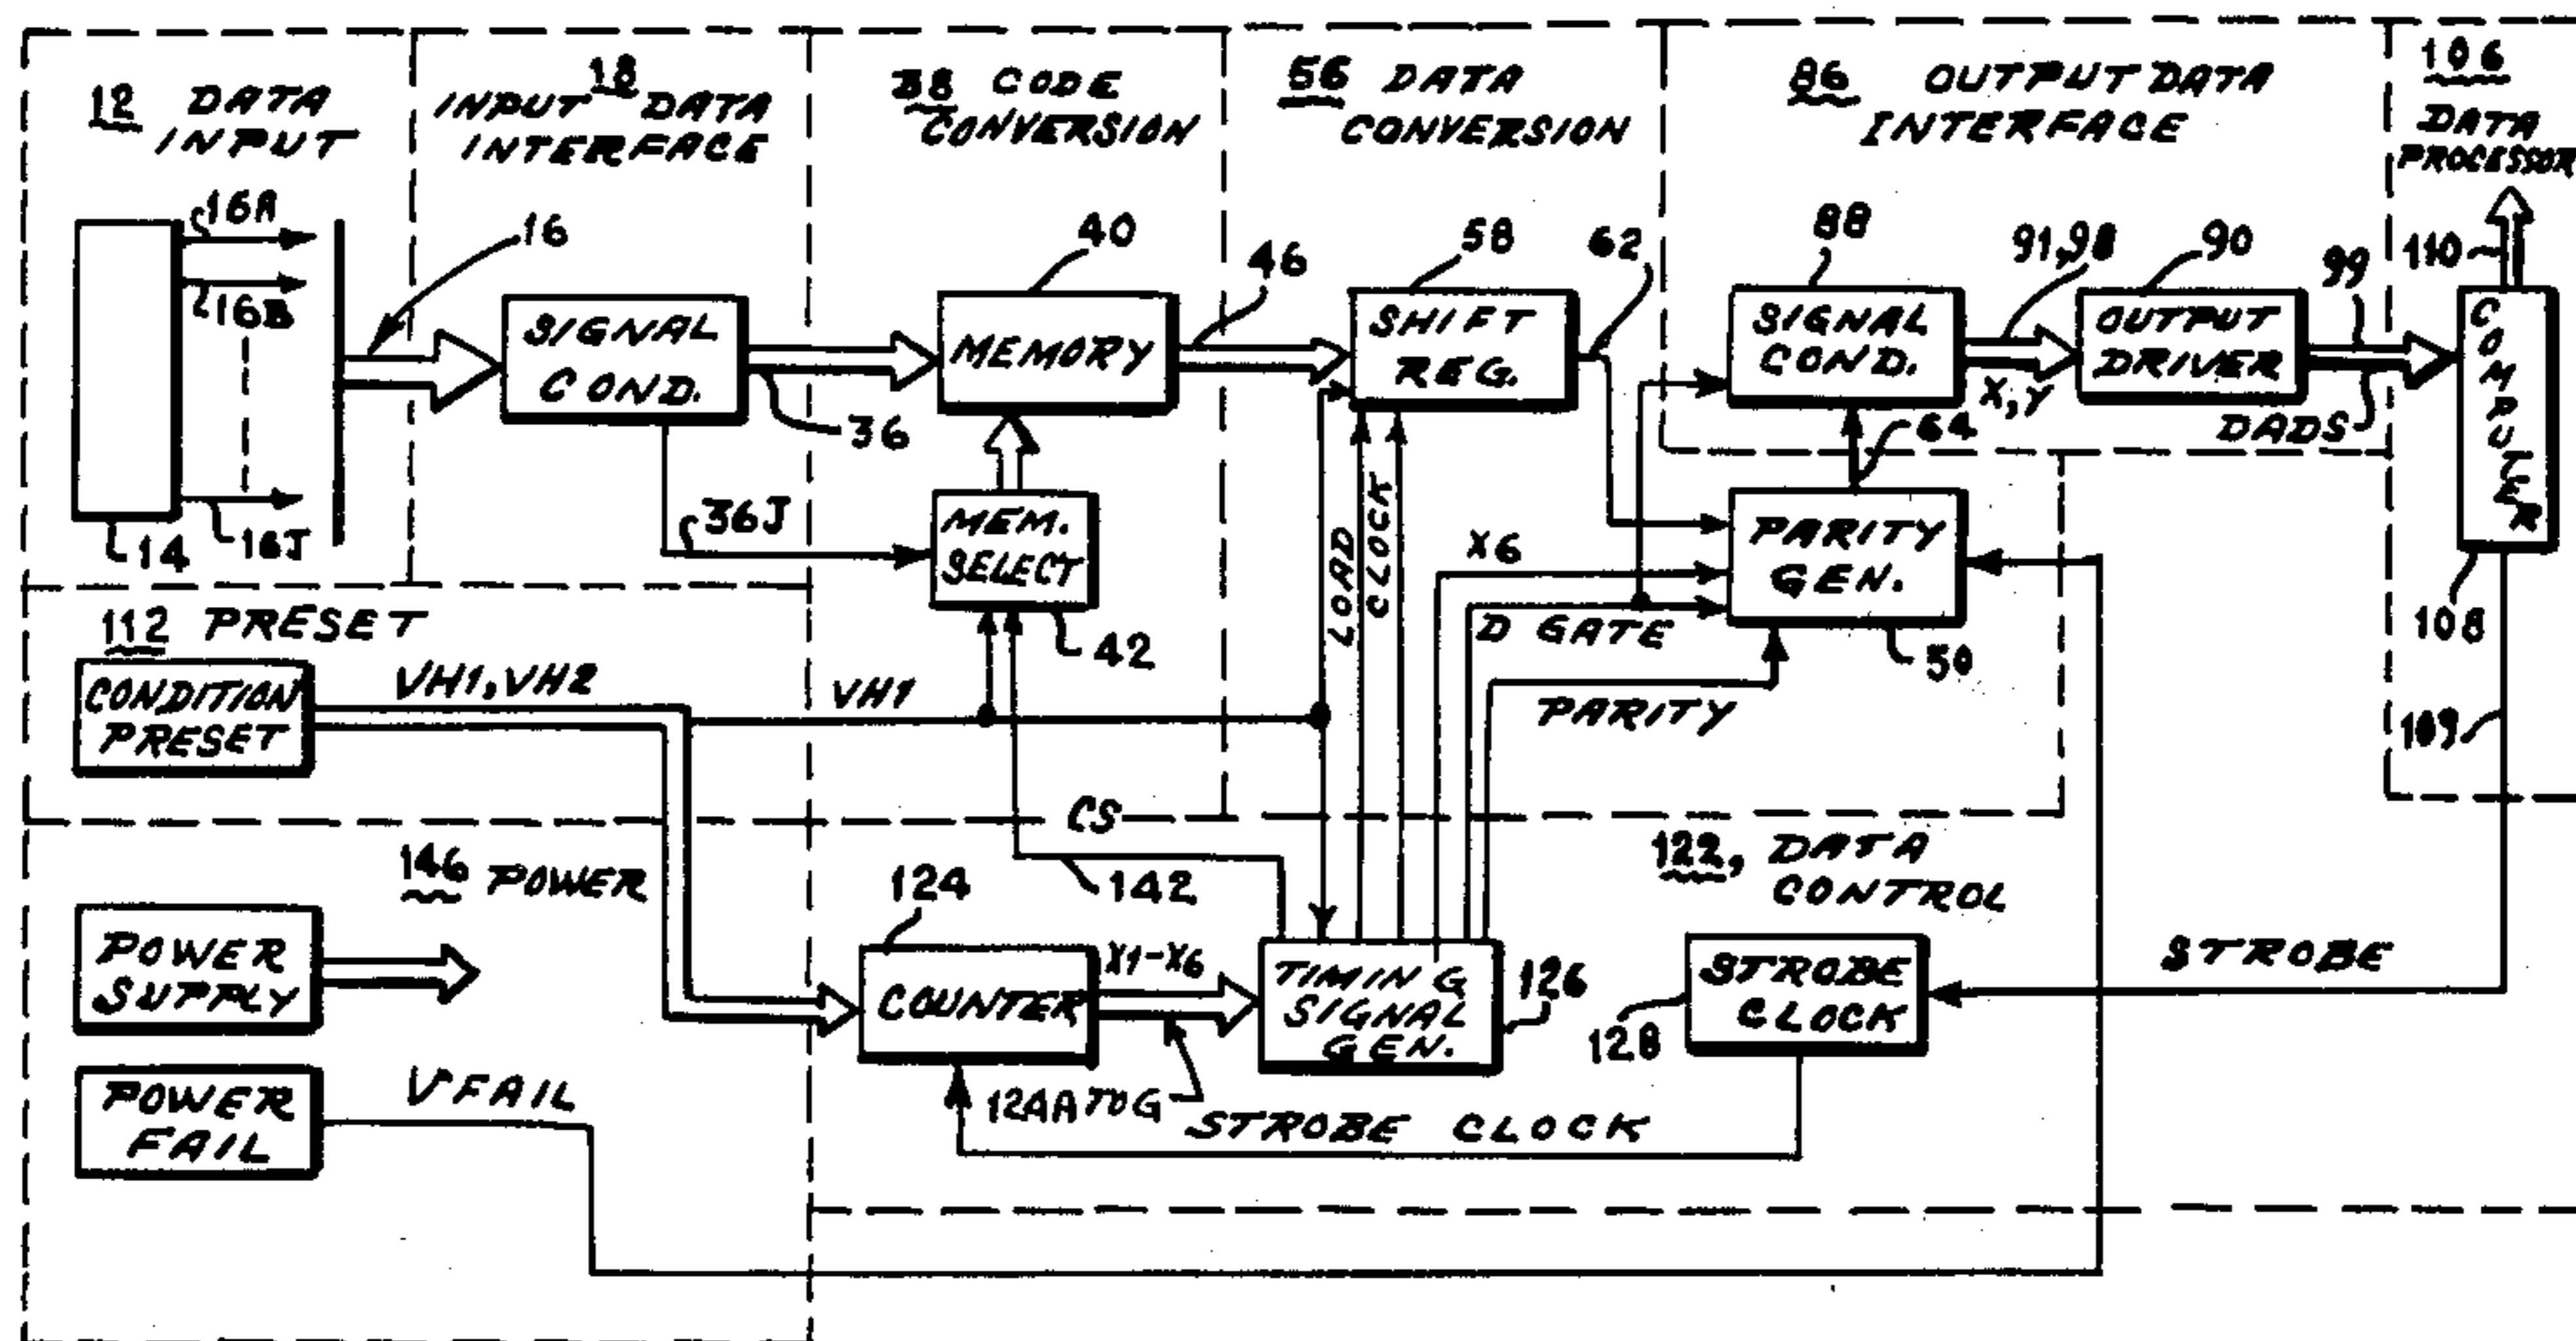 12 DATA
INPUT
18
INPUT DATA
INTERFACE
38 CODE
CONVERSION
56 DATA
CONVERSION
86 OUTPUT DATA
INTERFACE
106
DATA
PROCESSOR
16A
16B
16J
14
16
SIGNAL
COND.
36
36J
40
MEMORY
46
MEM.
SELECT
42
58
SHIFT
REG.
62
LOAD
CLOCK
88
SIGNAL
COND.
91,98
X,Y
90
OUTPUT
DRIVER
99
DADS
110
COMPUTER
108
109
64
PARITY
GEN.
50
X6
D GATE
PARITY
112 PRESET
CONDITION
PRESET
VH1,VH2
VH1
CS
142
146 POWER
POWER
SUPPLY
POWER
FAIL
V FAIL
124
COUNTER
X1-X6
124A TO G
TIMING
SIGNAL
GEN.
126
122, DATA
CONTROL
STROBE
CLOCK
128
STROBE
STROBE CLOCK